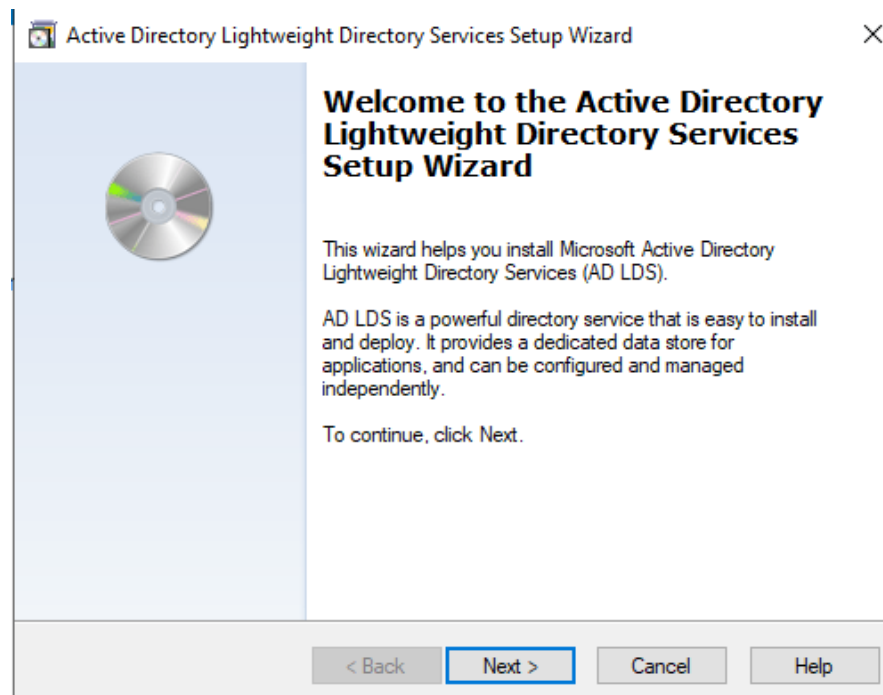 Active Directory Lightweight Directory Services Setup Wizard
Welcome to the Active Directory
Lightweight Directory Services
Setup Wizard
This wizard helps you install Microsoft Active Directory
Lightweight Directory Services (AD LDS).
AD LDS is a powerful directory service that is easy to install
and deploy. It provides a dedicated data store for
applications, and can be configured and managed
independently.
To continue, click Next.
< Back Next > Cancel Help